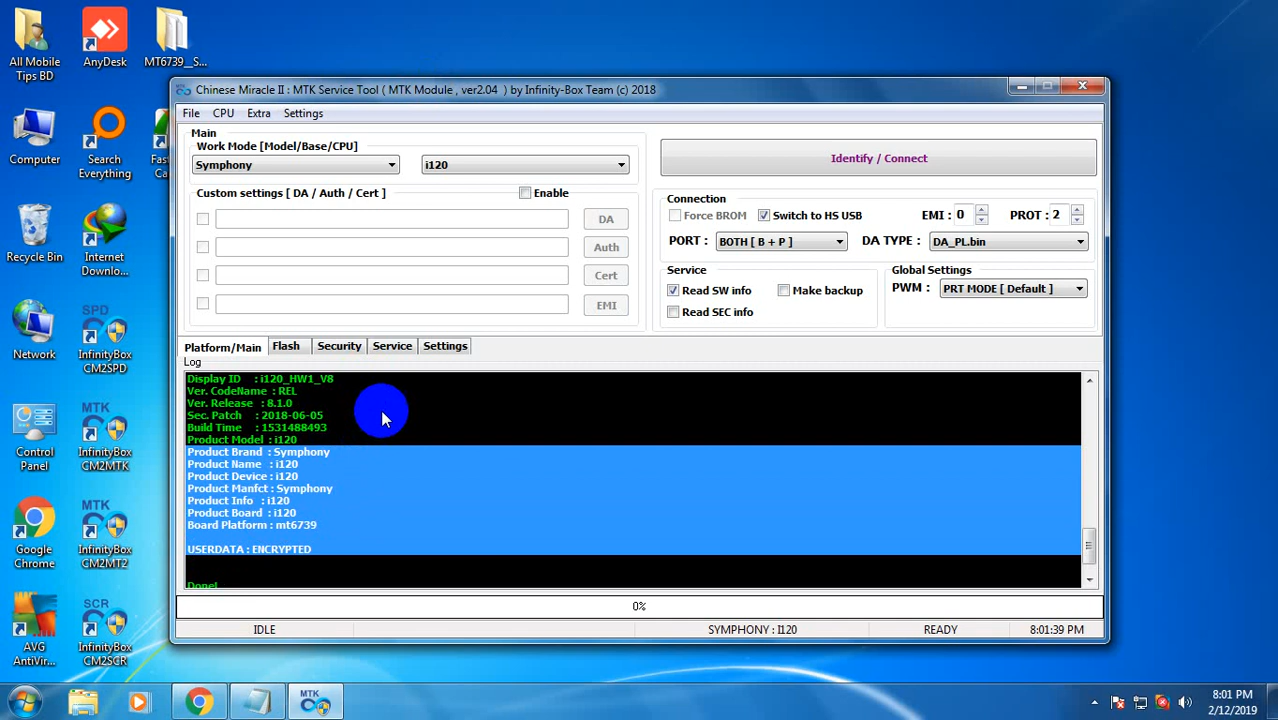 All Mobile
Tips BD
AnyDesk
MT6739__S...
Computer
Search
Everything
Fas
Ca
Recycle Bin
Internet
Downlo...
Network
SPD
InfinityBox
CM2SPD
Control
Panel
MTK
InfinityBox
CM2MTK
Google
Chrome
MTK
InfinityBox
CM2MT2
AVG
AntiVir...
SCR
InfinityBox
CM2SCR
Chinese Miracle II : MTK Service Tool ( MTK Module , ver2.04 ) by Infinity-Box Team (c) 2018
File CPU Extra Settings
Main
Work Mode [Model/Base/CPU]
Symphony i120
Custom settings [ DA / Auth / Cert ] Enable
DA
Auth
Cert
EMI
Identify / Connect
Connection
Force BROM Switch to HS USB EMI : 0 PROT : 2
PORT : BOTH [ B + P ] DA TYPE : DA_PL.bin
Service
Read SW info Make backup
Read SEC info
Global Settings
PWM : PRT MODE [ Default ]
Platform/Main Flash Security Service Settings
Log
Display ID : i120_HW1_V8
Ver. CodeName : REL
Ver. Release : 8.1.0
Sec. Patch : 2018-06-05
Build Time : 1531488493
Product Model : i120
Product Brand : Symphony
Product Name : i120
Product Device : i120
Product Manfct : Symphony
Product Info : i120
Product Board : i120
Board Platform : mt6739
USERDATA : ENCRYPTED
Done!
0%
IDLE SYMPHONY : I120 READY 8:01:39 PM
MTK
8:01 PM
2/12/2019